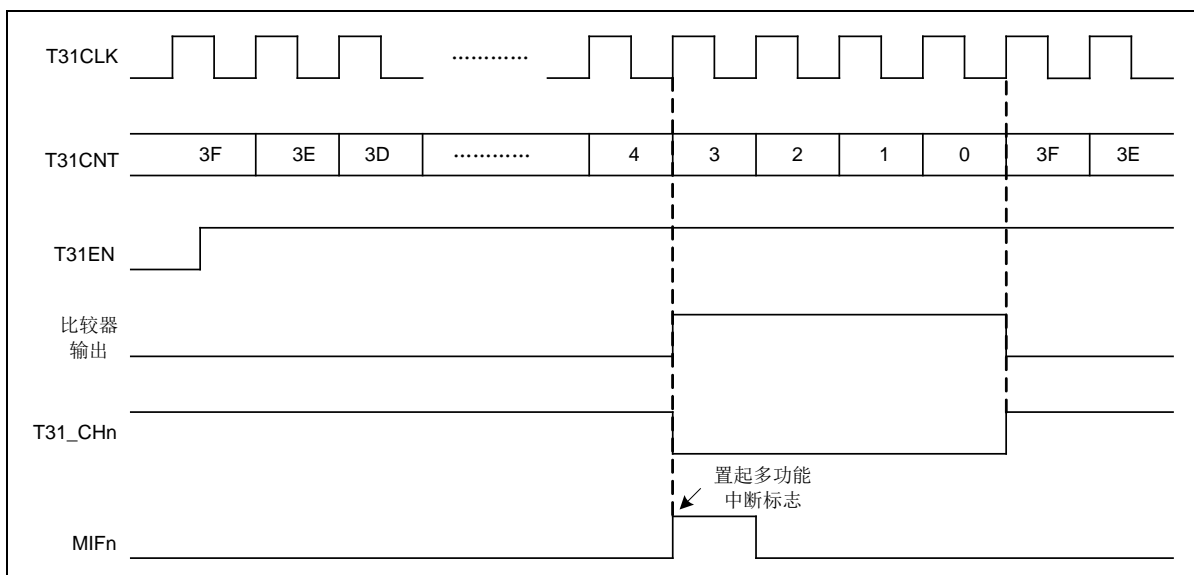 T31CLK
............
T31CNT
3F 3E 3D ............ 4 3 2 1 0 3F 3E
T31EN
比较器
输出
T31_CHn
置起多功能
中断标志
MIFn